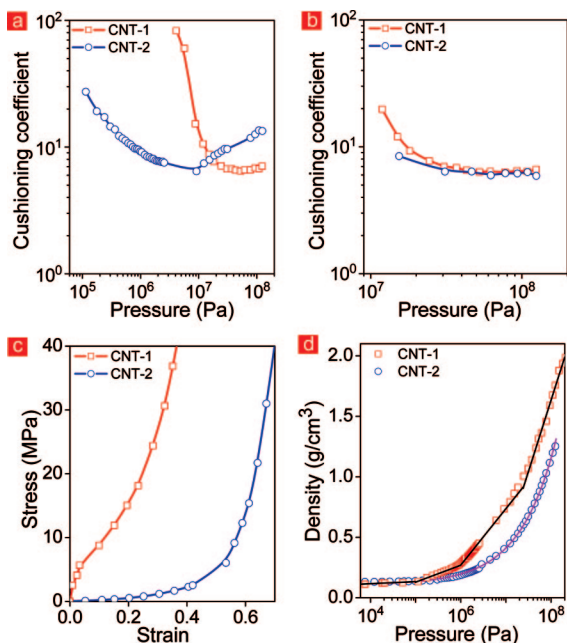 a
CNT-1
CNT-2
Cushioning coefficient
10²
10¹
10⁰
10⁵
10⁶
10⁷
10⁸
Pressure (Pa)
b
CNT-1
CNT-2
Cushioning coefficient
10²
10¹
10⁰
10⁷
10⁸
Pressure (Pa)
c
CNT-1
CNT-2
Stress (MPa)
40
30
20
10
0
0.0
0.2
0.4
0.6
Strain
d
CNT-1
CNT-2
Density (g/cm³)
2.0
1.5
1.0
0.5
0.0
10⁴
10⁶
10⁸
Pressure (Pa)